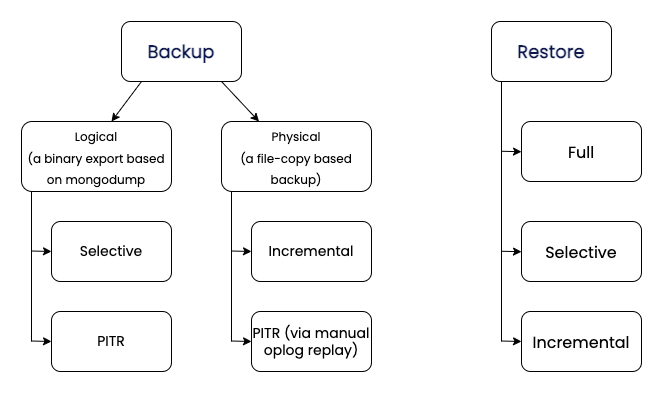 Backup
Restore
Logical
(a binary export based
on mongodump
Physical
(a file-copy based
backup)
Full
Selective
Incremental
Selective
PITR
PITR (via manual
oplog replay)
Incremental